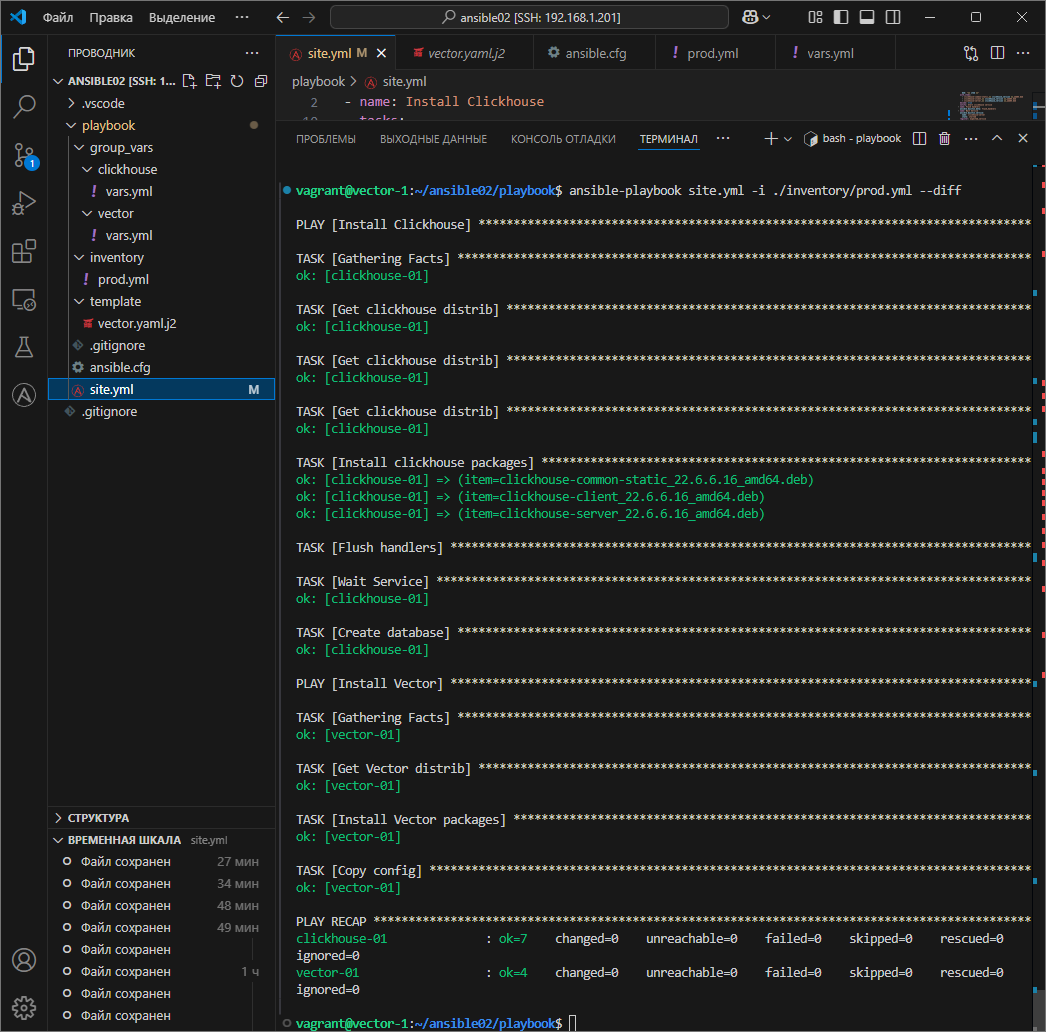 Файл Правка Выделение ··· ansible02 [SSH: 192.168.1.201]
ПРОВОДНИК
ANSIBLE02 [SSH: 1...
.vscode
playbook
group_vars
clickhouse
! vars.yml
vector
! vars.yml
inventory
! prod.yml
template
vector.yaml.j2
.gitignore
ansible.cfg
site.yml M
.gitignore
СТРУКТУРА
ВРЕМЕННАЯ ШКАЛА site.yml
Файл сохранен 27 мин
Файл сохранен 34 мин
Файл сохранен 48 мин
Файл сохранен 49 мин
Файл сохранен
Файл сохранен 1 ч
Файл сохранен
Файл сохранен
1
site.yml M vector.yaml.j2 ansible.cfg ! prod.yml ! vars.yml
playbook > site.yml
2 - name: Install Clickhouse
10 tasks:
ПРОБЛЕМЫ ВЫХОДНЫЕ ДАННЫЕ КОНСОЛЬ ОТЛАДКИ ТЕРМИНАЛ ··· bash - playbook
vagrant@vector-1:~/ansible02/playbook$ ansible-playbook site.yml -i ./inventory/prod.yml --diff
PLAY [Install Clickhouse] *******************************************************************************
TASK [Gathering Facts] **********************************************************************************
ok: [clickhouse-01]
TASK [Get clickhouse distrib] ***************************************************************************
ok: [clickhouse-01]
TASK [Get clickhouse distrib] ***************************************************************************
ok: [clickhouse-01]
TASK [Get clickhouse distrib] ***************************************************************************
ok: [clickhouse-01]
TASK [Install clickhouse packages] **********************************************************************
ok: [clickhouse-01] => (item=clickhouse-common-static_22.6.6.16_amd64.deb)
ok: [clickhouse-01] => (item=clickhouse-client_22.6.6.16_amd64.deb)
ok: [clickhouse-01] => (item=clickhouse-server_22.6.6.16_amd64.deb)
TASK [Flush handlers] ***********************************************************************************
TASK [Wait Service] *************************************************************************************
ok: [clickhouse-01]
TASK [Create database] **********************************************************************************
ok: [clickhouse-01]
PLAY [Install Vector] ***********************************************************************************
TASK [Gathering Facts] **********************************************************************************
ok: [vector-01]
TASK [Get Vector distrib] *******************************************************************************
ok: [vector-01]
TASK [Install Vector packages] **************************************************************************
ok: [vector-01]
TASK [Copy config] **************************************************************************************
ok: [vector-01]
PLAY RECAP **********************************************************************************************
clickhouse-01 : ok=7 changed=0 unreachable=0 failed=0 skipped=0 rescued=0
ignored=0
vector-01 : ok=4 changed=0 unreachable=0 failed=0 skipped=0 rescued=0
ignored=0
vagrant@vector-1:~/ansible02/playbook$